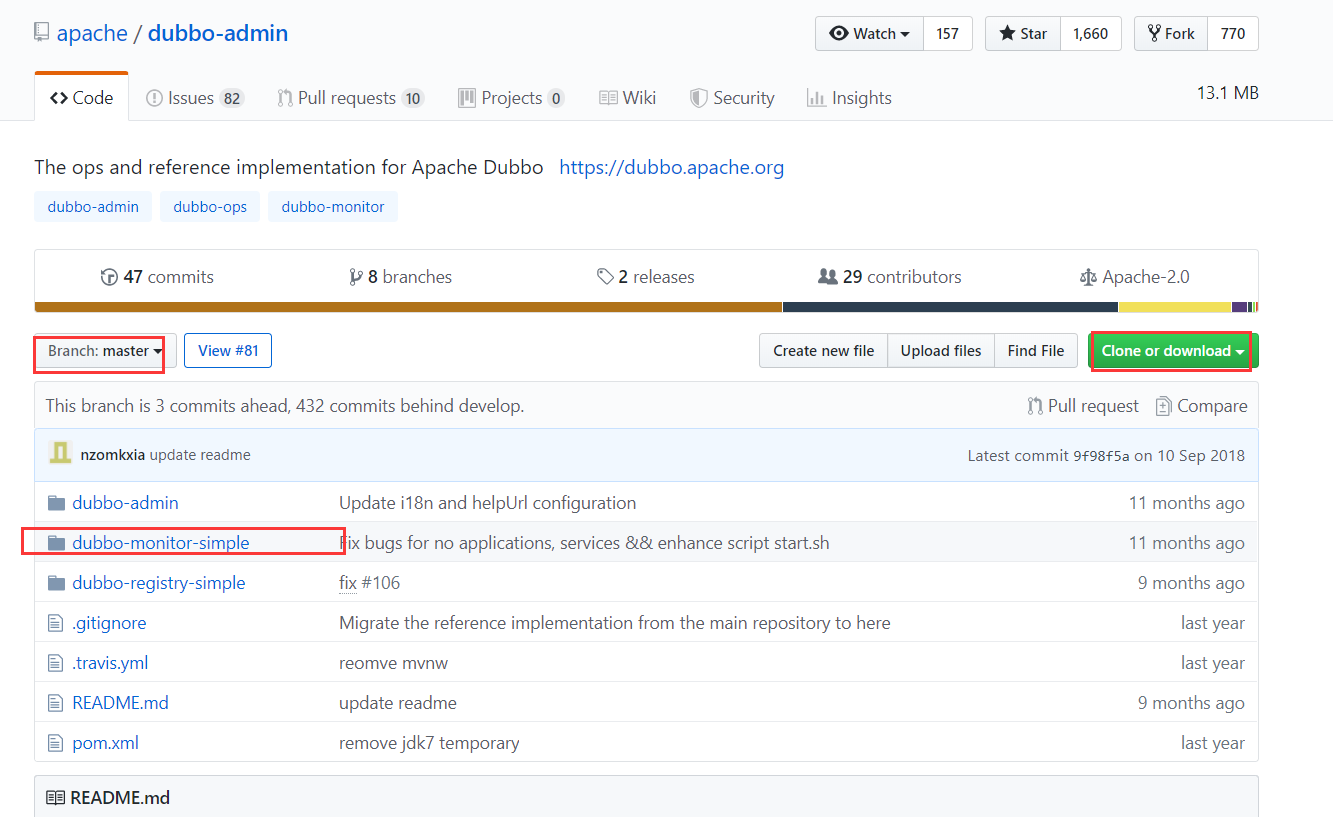 apache / dubbo-admin
Watch 157 Star 1,660 Fork 770
Code Issues 82 Pull requests 10 Projects 0 Wiki Security Insights 13.1 MB
The ops and reference implementation for Apache Dubbo https://dubbo.apache.org
dubbo-admin dubbo-ops dubbo-monitor
47 commits 8 branches 2 releases 29 contributors Apache-2.0
Branch: master View #81 Create new file Upload files Find File Clone or download
This branch is 3 commits ahead, 432 commits behind develop. Pull request Compare
nzomkxia update readme Latest commit 9f98f5a on 10 Sep 2018
dubbo-admin Update i18n and helpUrl configuration 11 months ago
dubbo-monitor-simple Fix bugs for no applications, services && enhance script start.sh 11 months ago
dubbo-registry-simple fix #106 9 months ago
.gitignore Migrate the reference implementation from the main repository to here last year
.travis.yml reomve mvnw last year
README.md update readme 9 months ago
pom.xml remove jdk7 temporary last year
README.md